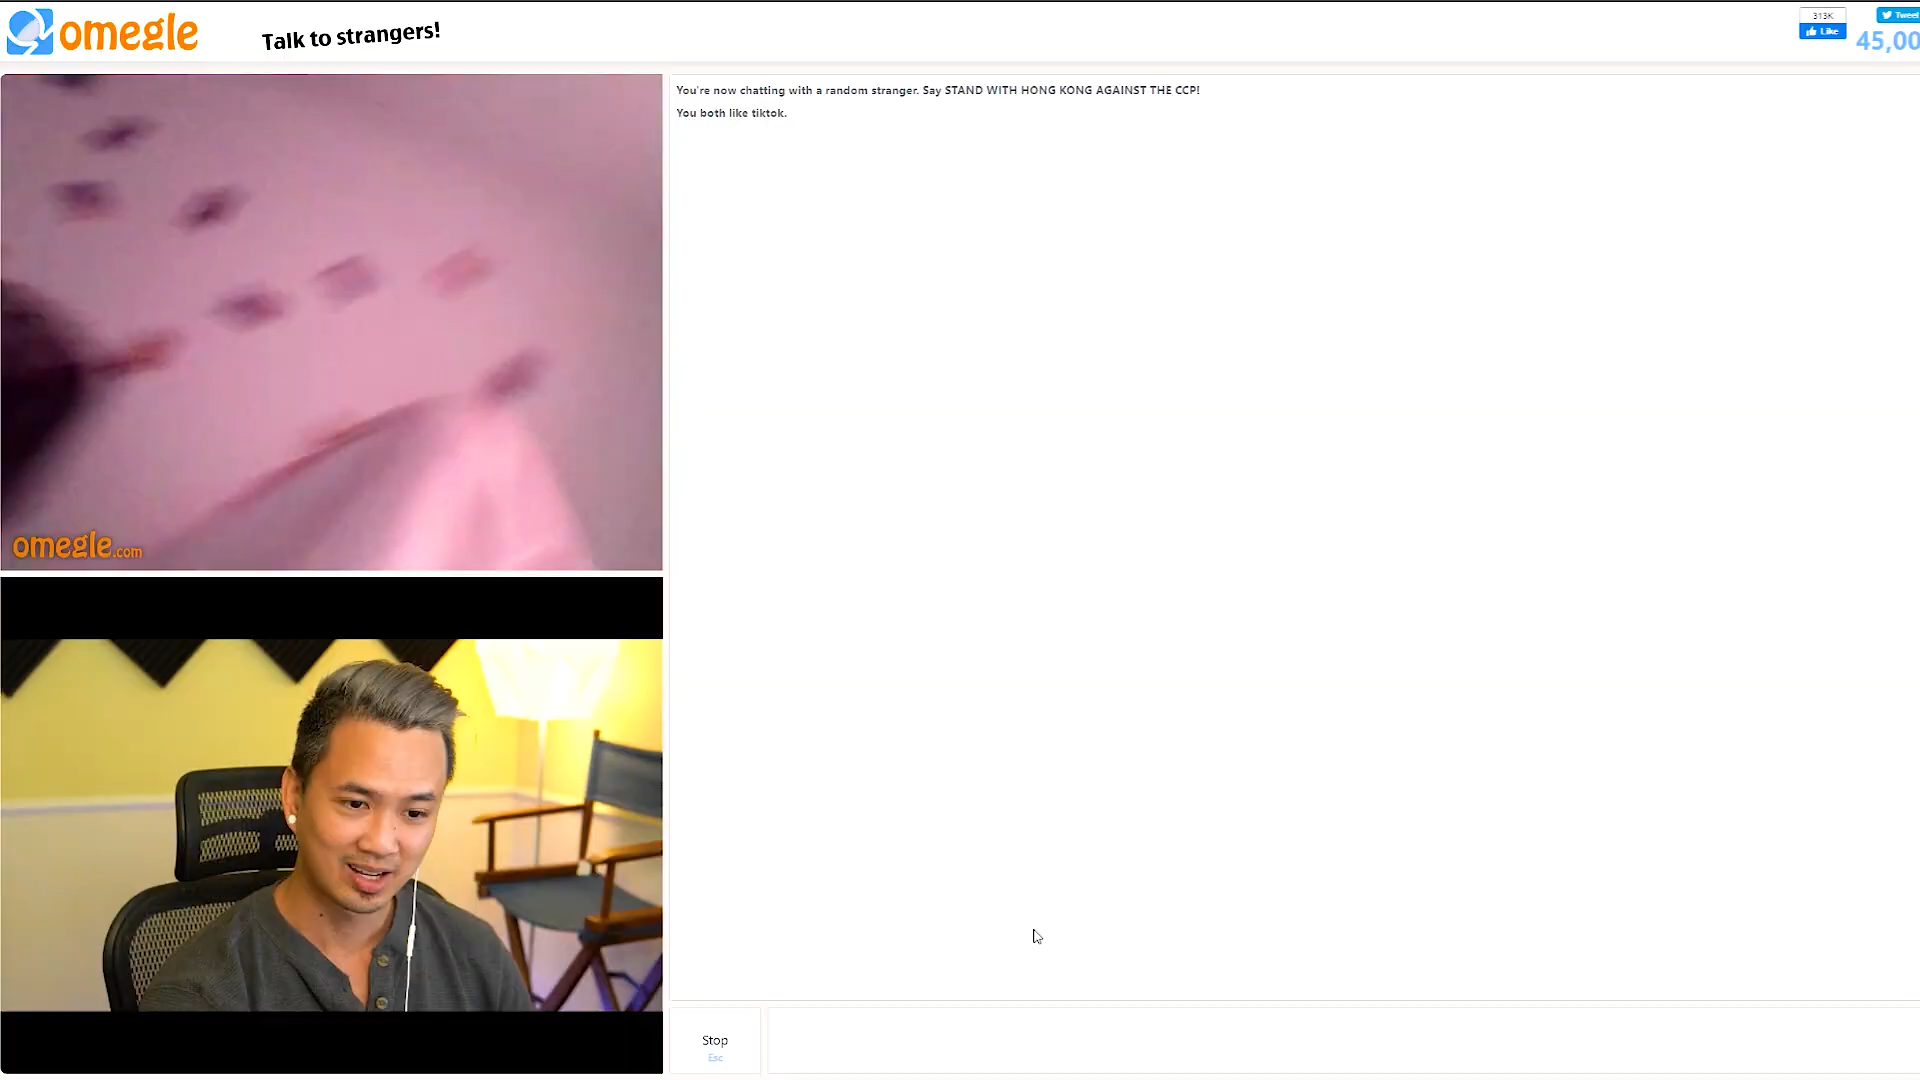 omegle
Talk to strangers!
313K
Like
Tweet
45,00
You're now chatting with a random stranger. Say STAND WITH HONG KONG AGAINST THE CCP!
You both like tiktok.
omegle.com
Stop
Esc